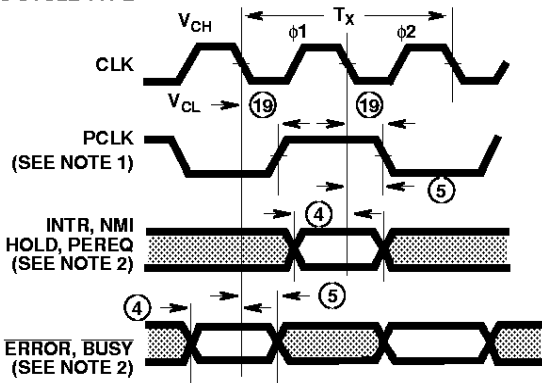 V_CH
T_X
ϕ1
ϕ2
CLK
V_CL
19
19
PCLK
(SEE NOTE 1)
5
INTR, NMI
HOLD, PEREQ
(SEE NOTE 2)
4
4
5
ERROR, BUSY
(SEE NOTE 2)